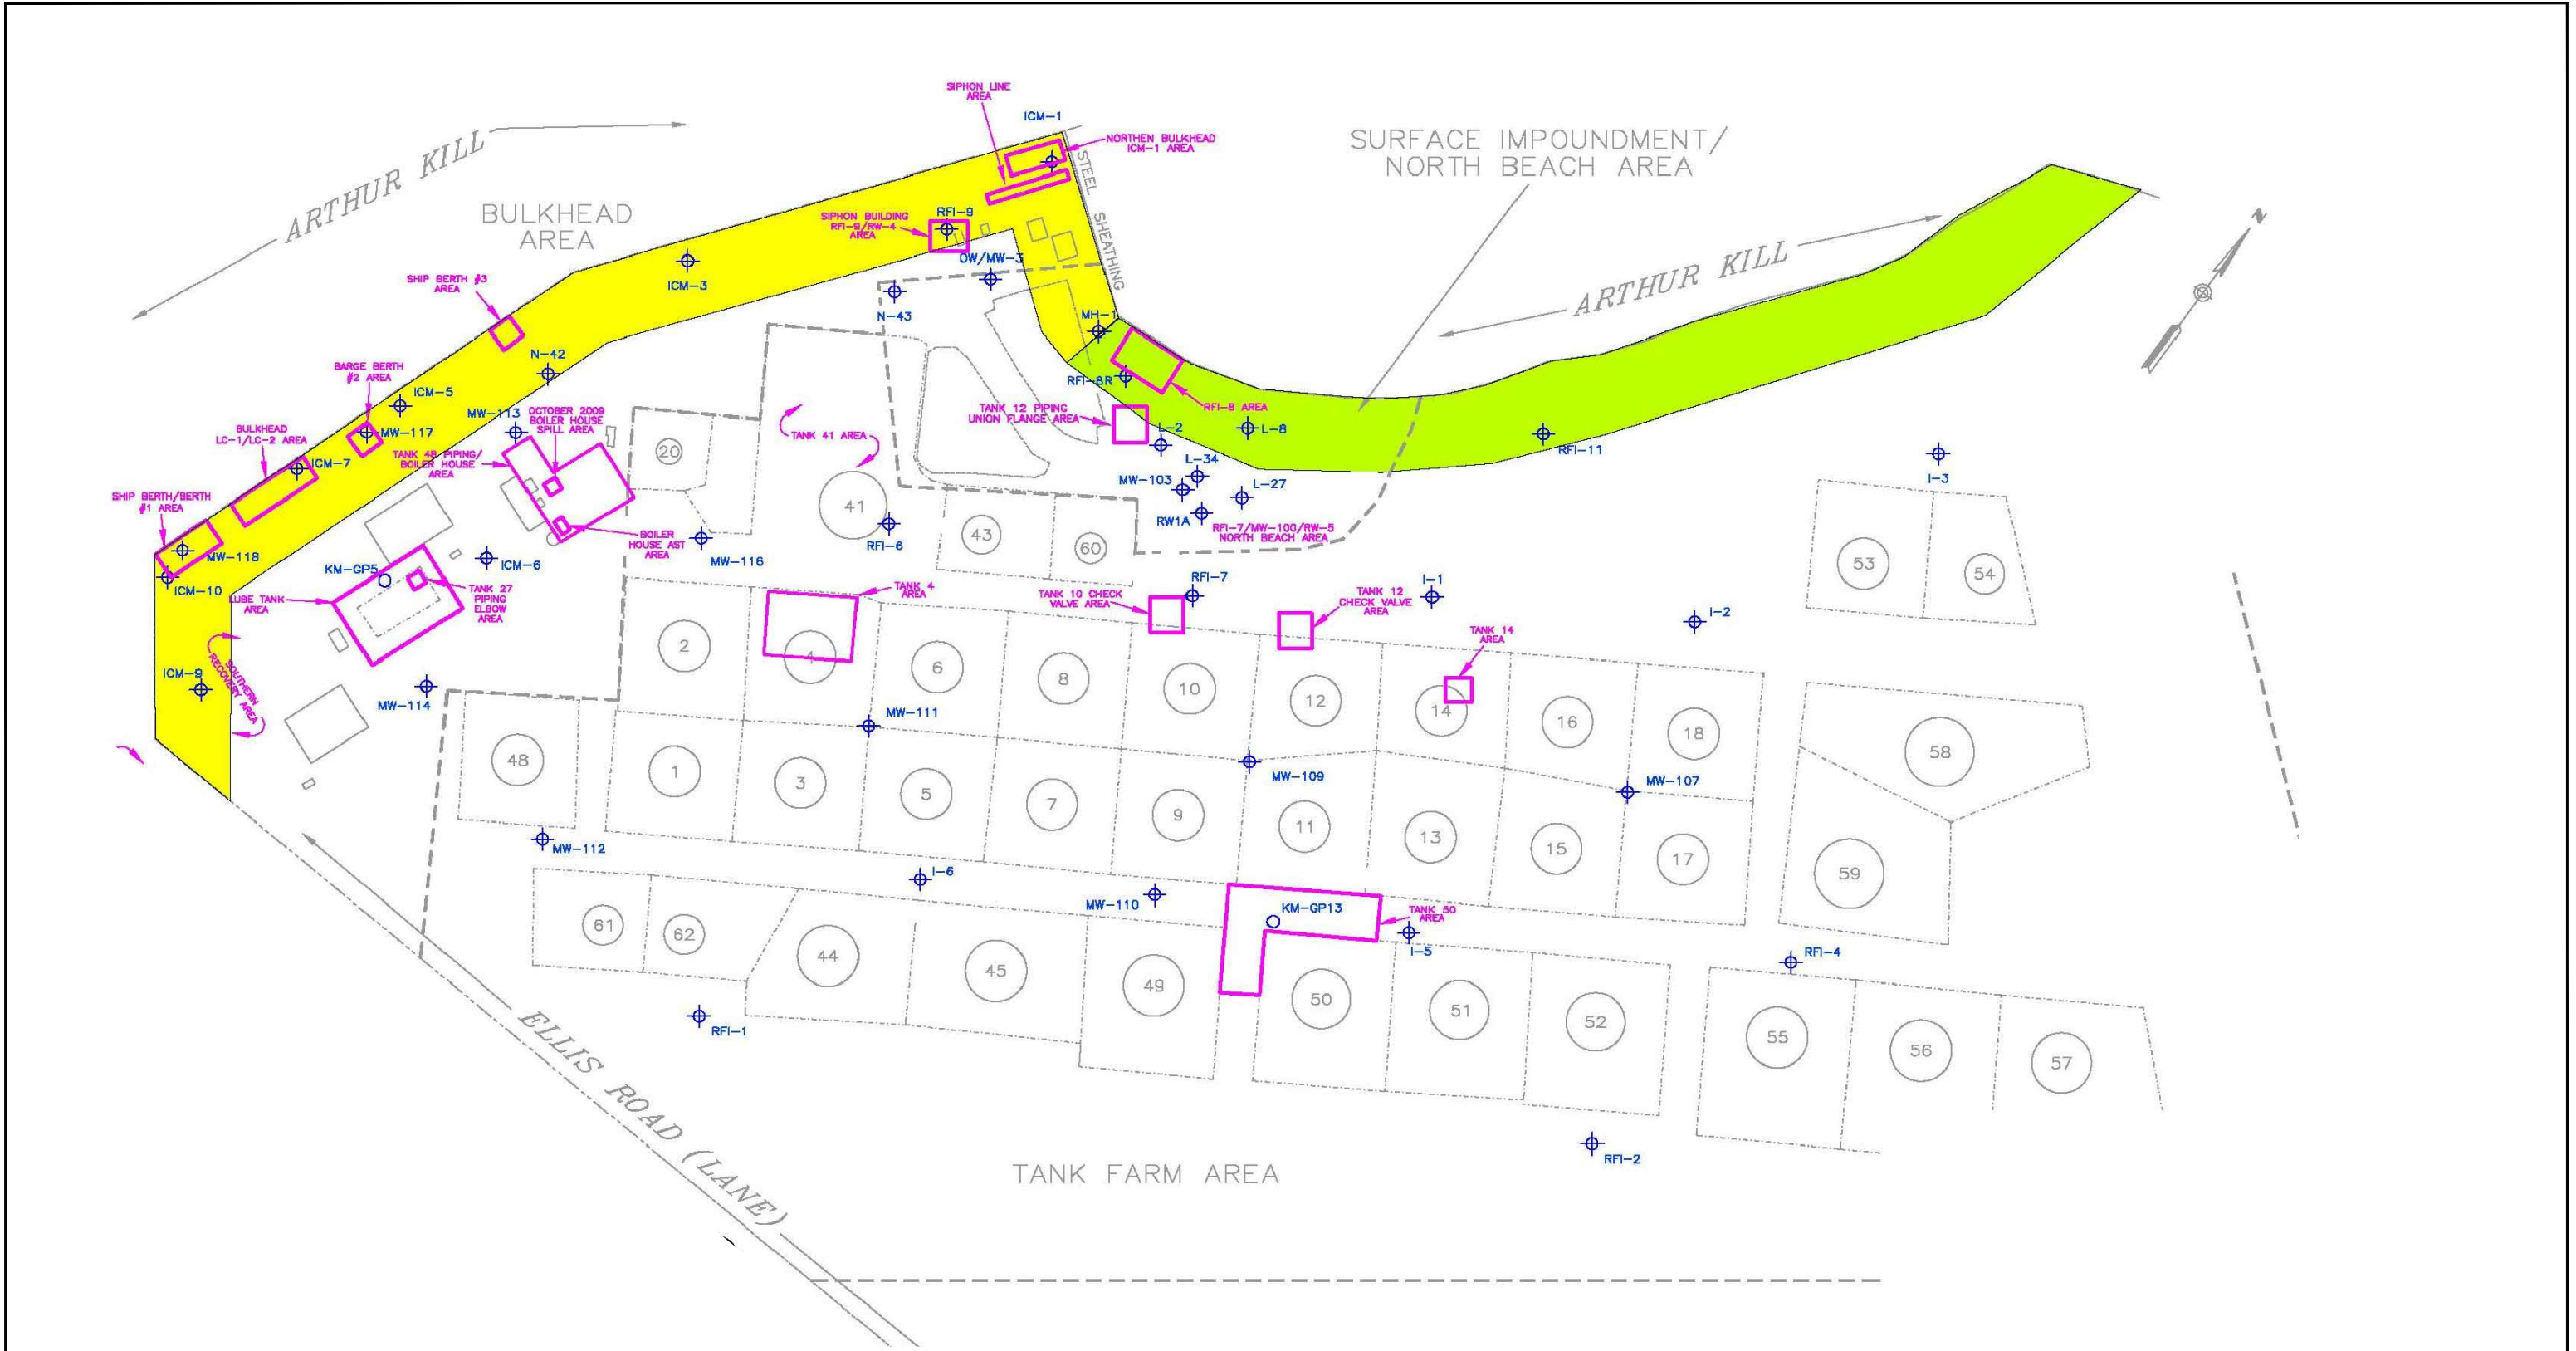 SIPHON LINE
AREA
ICM-1
NORTHEN BULKHEAD
ICM-1 AREA
STEEL SHEATHING
ARTHUR KILL
BULKHEAD
AREA
SURFACE IMPOUNDMENT/
NORTH BEACH AREA
SIPHON BUILDING
RFI-9/RW-4
AREA
RFI-9
OW/MW-3
N
ARTHUR KILL
SHIP BERTH #3
AREA
ICM-3
N-43
MH-1
N-42
BARGE BERTH
#2 AREA
ICM-5
RFI-8R
RFI-8 AREA
MW-113
OCTOBER 2009
BOILER HOUSE
SPILL AREA
TANK 12 PIPING
UNION FLANGE AREA
L-2
L-8
RFI-11
BULKHEAD
LC-1/LC-2 AREA
MW-117
TANK 41 AREA
ICM-7
TANK 48 PIPING/
BOILER HOUSE
AREA
20
L-34
MW-103
L-27
I-3
SHIP BERTH/BERTH
#1 AREA
41
RW1A
RFI-7/MW-100/RW-5
NORTH BEACH AREA
BOILER
HOUSE AST
AREA
MW-116
RFI-6
43
60
53
54
MW-118
ICM-10
ICM-6
KM-GP5
LUBE TANK
AREA
TANK 27
PIPING
ELBOW
AREA
TANK 4
AREA
RFI-7
TANK 10 CHECK
VALVE AREA
TANK 12
CHECK VALVE
AREA
I-1
I-2
TANK 14
AREA
SOUTHERN
RECOVERY AREA
ICM-9
MW-114
2
4
6
8
10
12
14
16
18
MW-111
58
48
1
3
5
7
9
MW-109
11
13
15
MW-107
17
59
MW-112
I-6
MW-110
KM-GP13
TANK 50
AREA
I-5
61
62
44
45
49
50
51
52
RFI-4
55
56
57
RFI-1
RFI-2
ELLIS ROAD (LANE)
TANK FARM AREA